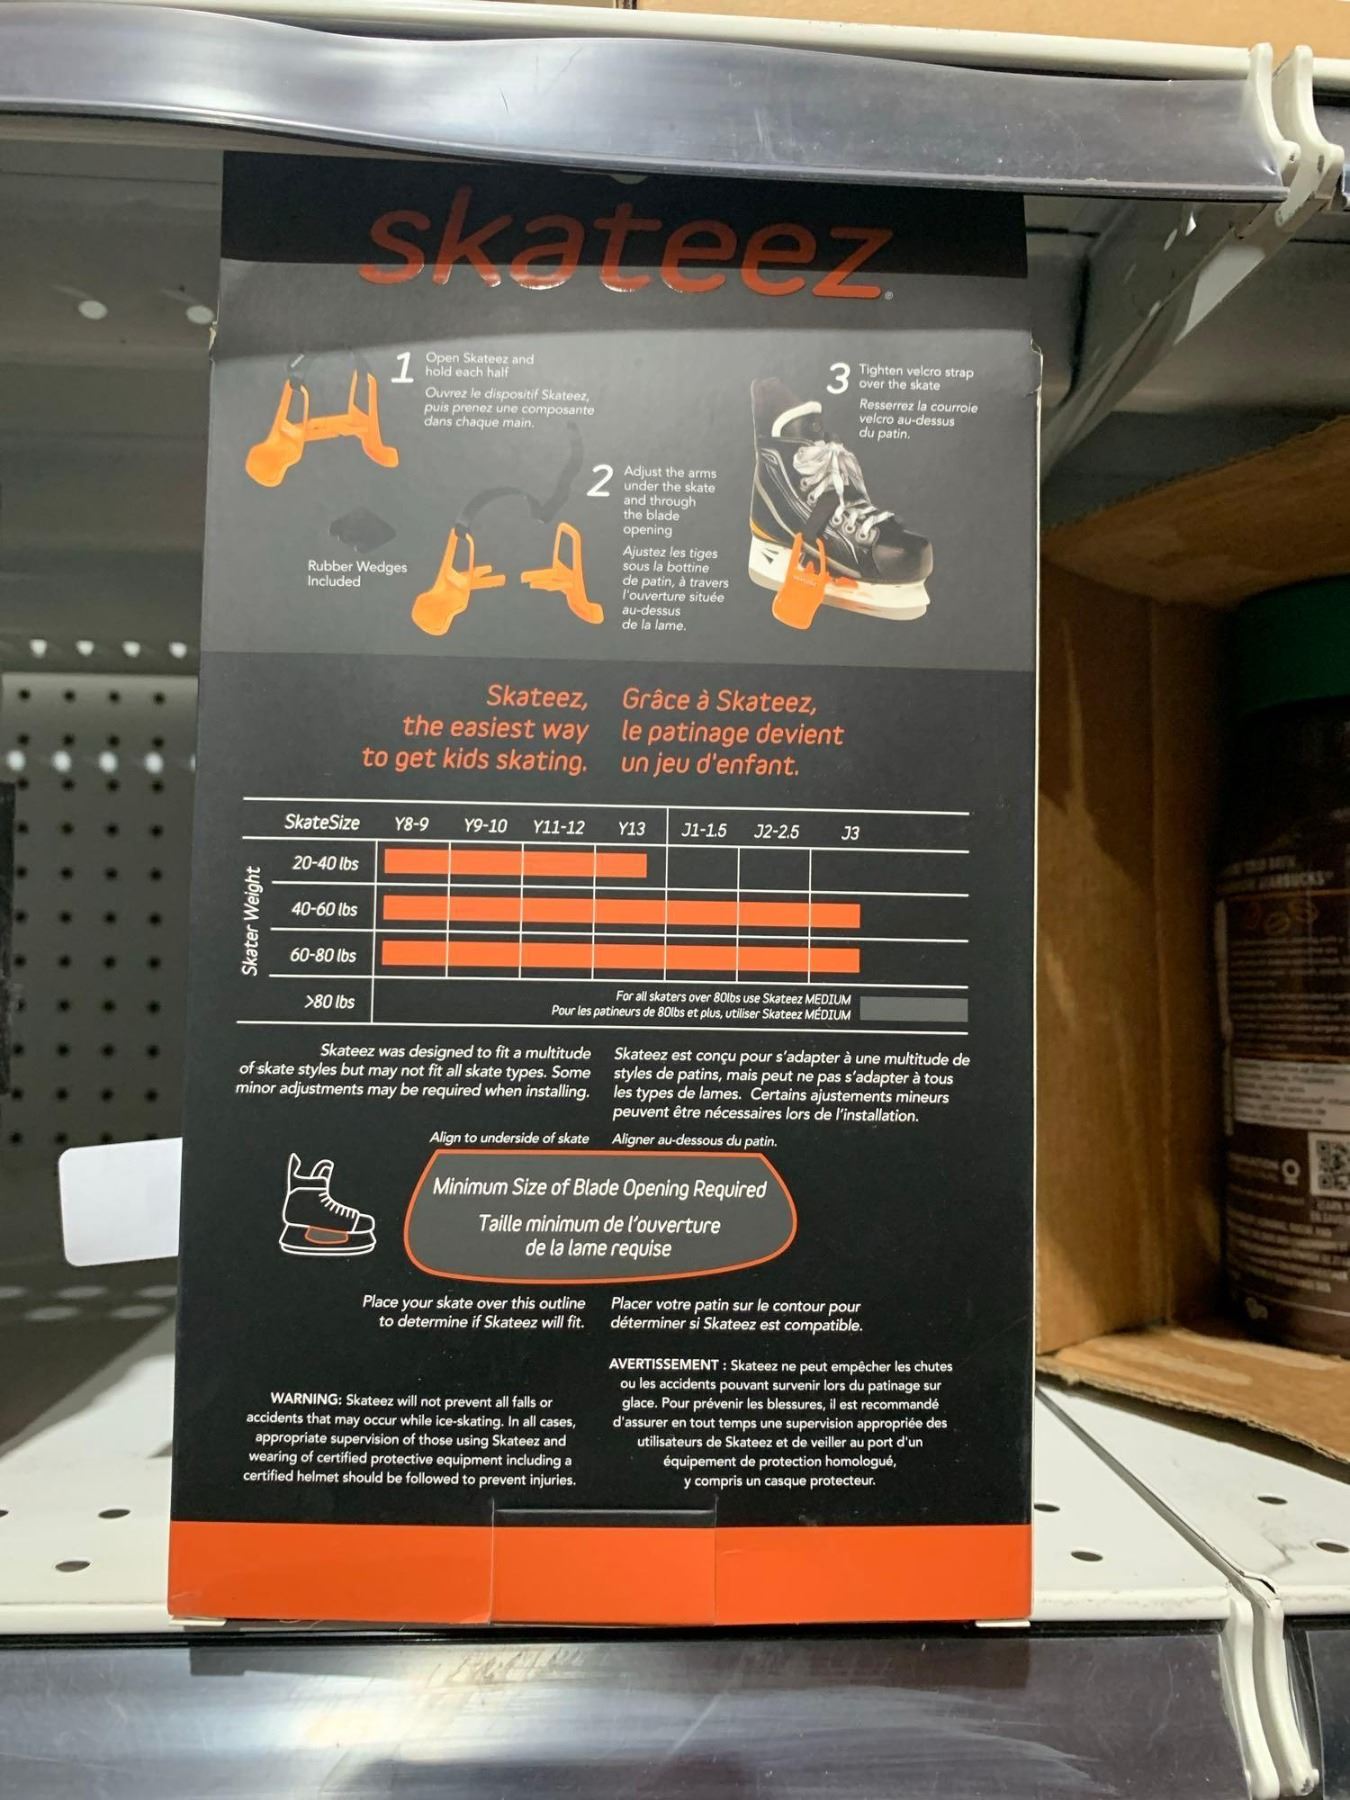 skateez®
1 Open Skateez and
hold each half
Ouvrez le dispositif Skateez,
puis prenez une composante
dans chaque main.
2 Adjust the arms
under the skate
and through
the blade
opening
Ajustez les tiges
sous la bottine
de patin, à travers
l'ouverture située
au-dessus
de la lame.
3 Tighten velcro strap
over the skate
Resserrez la courroie
velcro au-dessus
du patin.
Rubber Wedges
Included
Skateez,
the easiest way
to get kids skating.
Grâce à Skateez,
le patinage devient
un jeu d'enfant.
SkateSize Y8-9 Y9-10 Y11-12 Y13 J1-1.5 J2-2.5 J3
Skater Weight
20-40 lbs
40-60 lbs
60-80 lbs
>80 lbs
For all skaters over 80lbs use Skateez MEDIUM
Pour les patineurs de 80lbs et plus, utiliser Skateez MÉDIUM
Skateez was designed to fit a multitude
of skate styles but may not fit all skate types. Some
minor adjustments may be required when installing.
Skateez est conçu pour s'adapter à une multitude de
styles de patins, mais peut ne pas s'adapter à tous
les types de lames. Certains ajustements mineurs
peuvent être nécessaires lors de l'installation.
Align to underside of skate
Aligner au-dessous du patin.
Minimum Size of Blade Opening Required
Taille minimum de l'ouverture
de la lame requise
Place your skate over this outline
to determine if Skateez will fit.
Placer votre patin sur le contour pour
déterminer si Skateez est compatible.
WARNING: Skateez will not prevent all falls or
accidents that may occur while ice-skating. In all cases,
appropriate supervision of those using Skateez and
wearing of certified protective equipment including a
certified helmet should be followed to prevent injuries.
AVERTISSEMENT : Skateez ne peut empêcher les chutes
ou les accidents pouvant survenir lors du patinage sur
glace. Pour prévenir les blessures, il est recommandé
d'assurer en tout temps une supervision appropriée des
utilisateurs de Skateez et de veiller au port d'un
équipement de protection homologué,
y compris un casque protecteur.